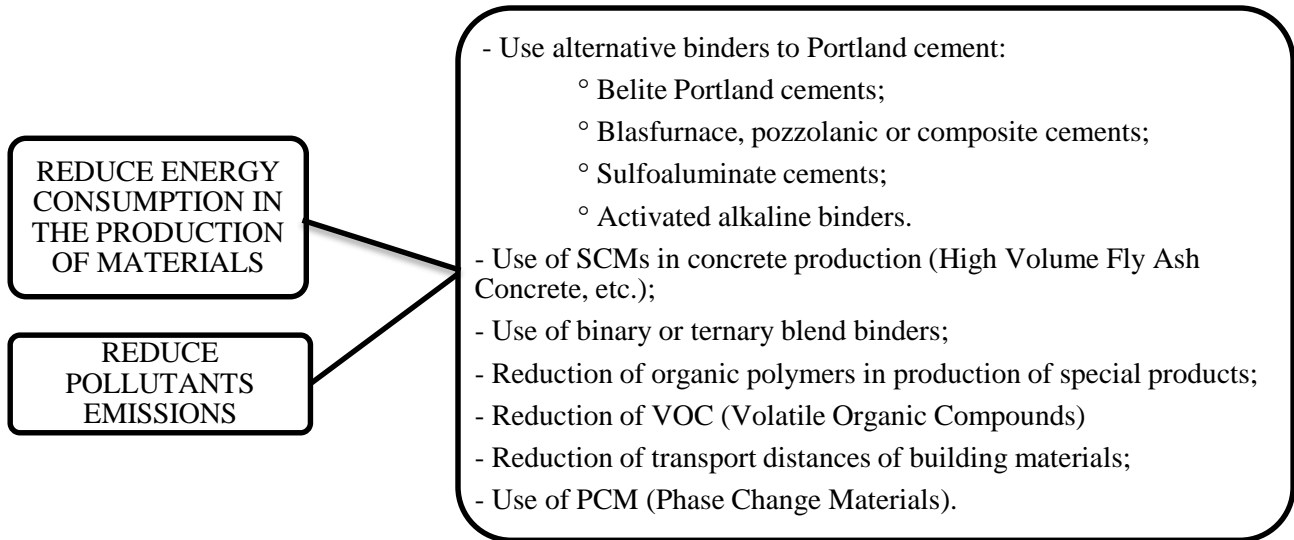 REDUCE ENERGY
CONSUMPTION IN
THE PRODUCTION
OF MATERIALS
REDUCE
POLLUTANTS
EMISSIONS
- Use alternative binders to Portland cement:
° Belite Portland cements;
° Blasfurnace, pozzolanic or composite cements;
° Sulfoaluminate cements;
° Activated alkaline binders.
- Use of SCMs in concrete production (High Volume Fly Ash
Concrete, etc.);
- Use of binary or ternary blend binders;
- Reduction of organic polymers in production of special products;
- Reduction of VOC (Volatile Organic Compounds)
- Reduction of transport distances of building materials;
- Use of PCM (Phase Change Materials).